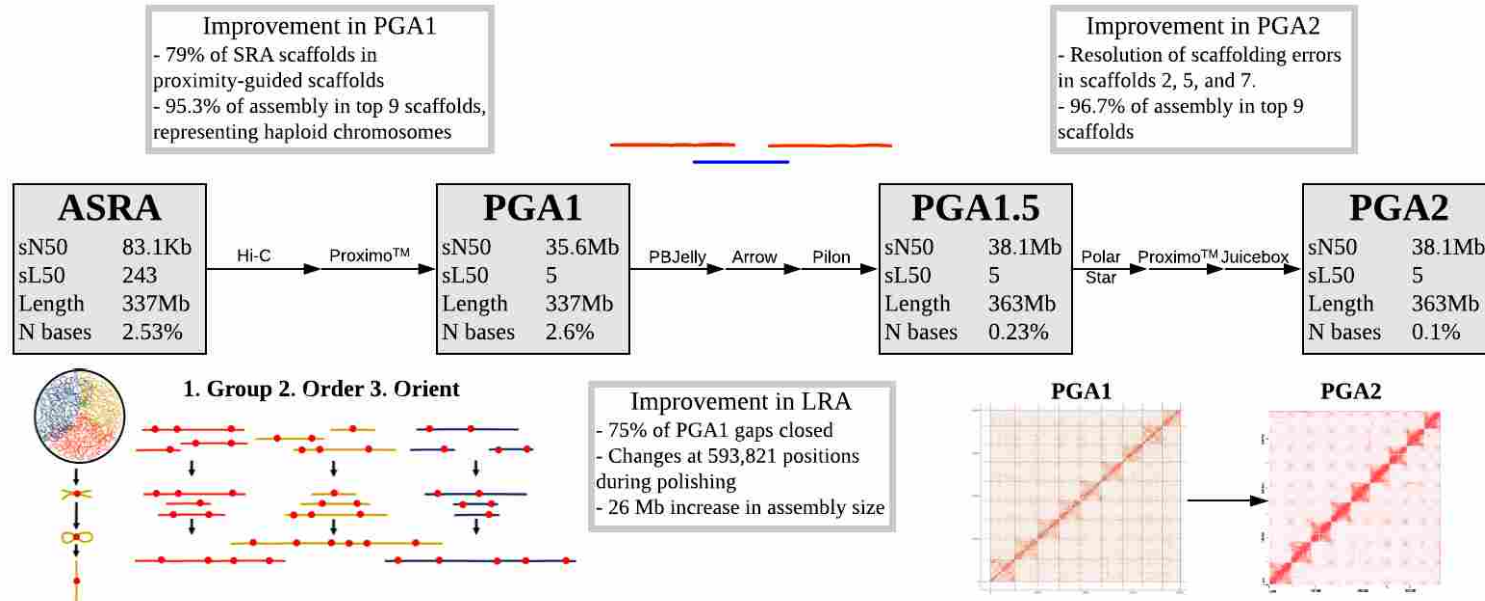 Improvement in PGA1
- 79% of SRA scaffolds in
proximity-guided scaffolds
- 95.3% of assembly in top 9 scaffolds,
representing haploid chromosomes
Improvement in PGA2
- Resolution of scaffolding errors
in scaffolds 2, 5, and 7.
- 96.7% of assembly in top 9
scaffolds
ASRA
sN50 83.1Kb
sL50 243
Length 337Mb
N bases 2.53%
Hi-C
Proximo™
PGA1
sN50 35.6Mb
sL50 5
Length 337Mb
N bases 2.6%
PBJelly
Arrow
Pilon
PGA1.5
sN50 38.1Mb
sL50 5
Length 363Mb
N bases 0.23%
Polar
Star
Proximo™
Juicebox
PGA2
sN50 38.1Mb
sL50 5
Length 363Mb
N bases 0.1%
1. Group 2. Order 3. Orient
Improvement in LRA
- 75% of PGA1 gaps closed
- Changes at 593,821 positions
during polishing
- 26 Mb increase in assembly size
PGA1
PGA2